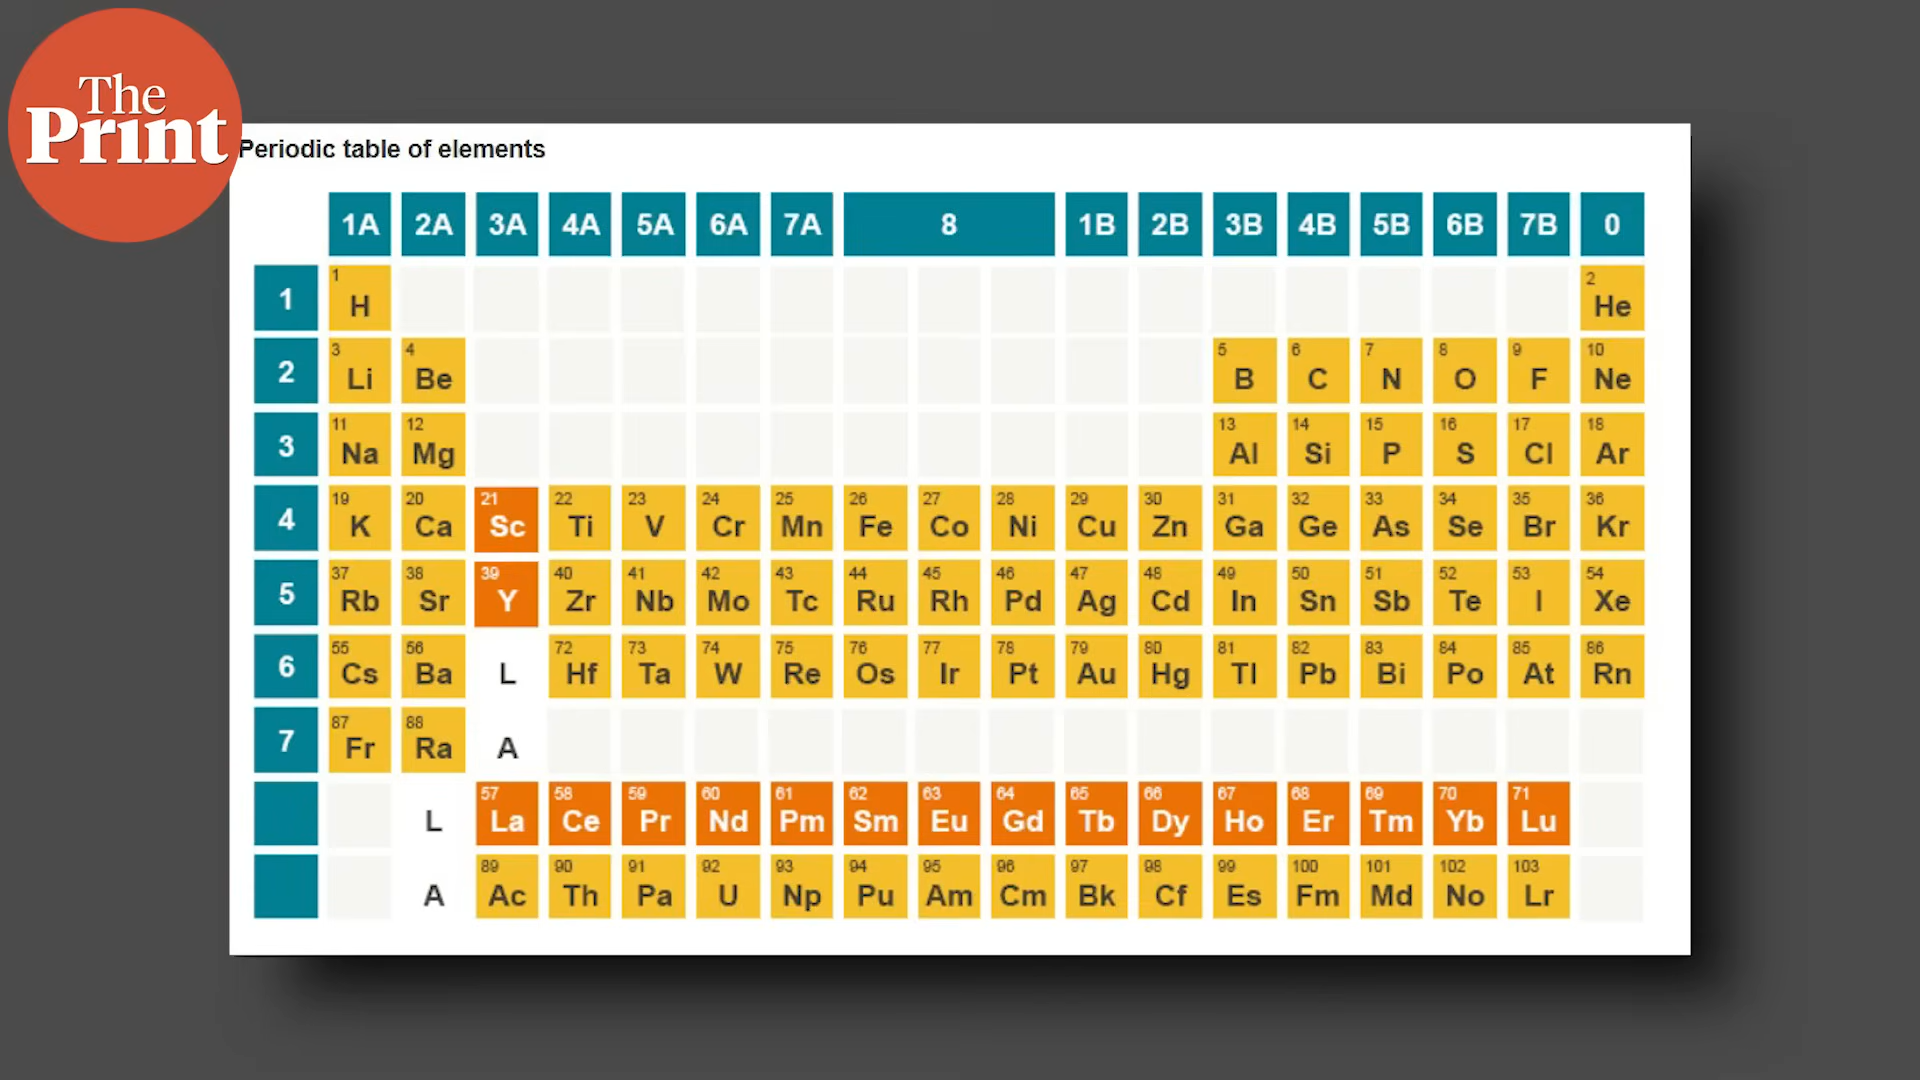 The
Print
Periodic table of elements
1A 2A 3A 4A 5A 6A 7A 8 1B 2B 3B 4B 5B 6B 7B 0
1 1 H 2 He
2 3 Li 4 Be 5 B 6 C 7 N 8 O 9 F 10 Ne
3 11 Na 12 Mg 13 Al 14 Si 15 P 16 S 17 Cl 18 Ar
4 19 K 20 Ca 21 Sc 22 Ti 23 V 24 Cr 25 Mn 26 Fe 27 Co 28 Ni 29 Cu 30 Zn 31 Ga 32 Ge 33 As 34 Se 35 Br 36 Kr
5 37 Rb 38 Sr 39 Y 40 Zr 41 Nb 42 Mo 43 Tc 44 Ru 45 Rh 46 Pd 47 Ag 48 Cd 49 In 50 Sn 51 Sb 52 Te 53 I 54 Xe
6 55 Cs 56 Ba L 72 Hf 73 Ta 74 W 75 Re 76 Os 77 Ir 78 Pt 79 Au 80 Hg 81 Tl 82 Pb 83 Bi 84 Po 85 At 86 Rn
7 87 Fr 88 Ra A
L 57 La 58 Ce 59 Pr 60 Nd 61 Pm 62 Sm 63 Eu 64 Gd 65 Tb 66 Dy 67 Ho 68 Er 69 Tm 70 Yb 71 Lu
A 89 Ac 90 Th 91 Pa 92 U 93 Np 94 Pu 95 Am 96 Cm 97 Bk 98 Cf 99 Es 100 Fm 101 Md 102 No 103 Lr